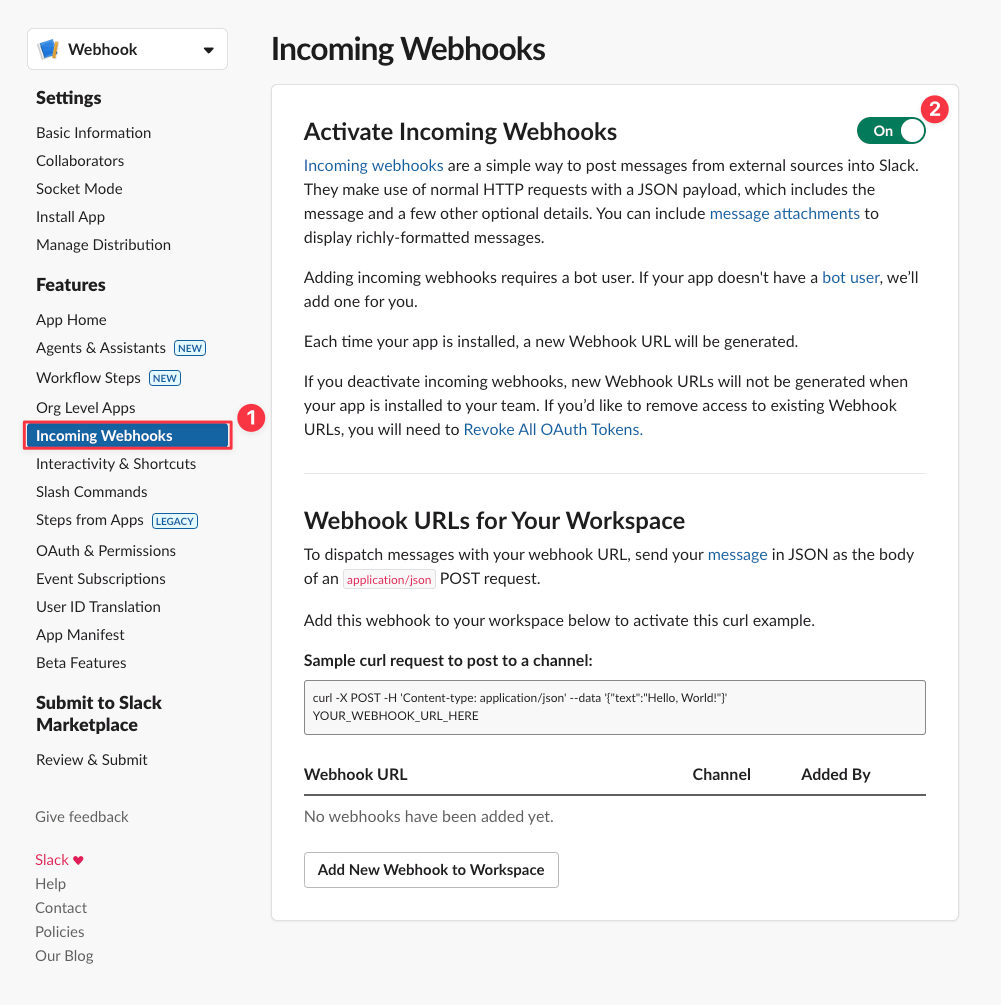 Webhook
Settings
Basic Information
Collaborators
Socket Mode
Install App
Manage Distribution
Features
App Home
Agents & Assistants NEW
Workflow Steps NEW
Org Level Apps
Incoming Webhooks
1
Interactivity & Shortcuts
Slash Commands
Steps from Apps LEGACY
OAuth & Permissions
Event Subscriptions
User ID Translation
App Manifest
Beta Features
Submit to Slack
Marketplace
Review & Submit
Give feedback
Slack ♥
Help
Contact
Policies
Our Blog
Incoming Webhooks
Activate Incoming Webhooks
On
2
Incoming webhooks are a simple way to post messages from external sources into Slack.
They make use of normal HTTP requests with a JSON payload, which includes the
message and a few other optional details. You can include message attachments to
display richly-formatted messages.
Adding incoming webhooks requires a bot user. If your app doesn't have a bot user, we’ll
add one for you.
Each time your app is installed, a new Webhook URL will be generated.
If you deactivate incoming webhooks, new Webhook URLs will not be generated when
your app is installed to your team. If you’d like to remove access to existing Webhook
URLs, you will need to Revoke All OAuth Tokens.
Webhook URLs for Your Workspace
To dispatch messages with your webhook URL, send your message in JSON as the body
of an application/json POST request.
Add this webhook to your workspace below to activate this curl example.
Sample curl request to post to a channel:
curl -X POST -H 'Content-type: application/json' --data '{"text":"Hello, World!"}'
YOUR_WEBHOOK_URL_HERE
Webhook URL Channel Added By
No webhooks have been added yet.
Add New Webhook to Workspace